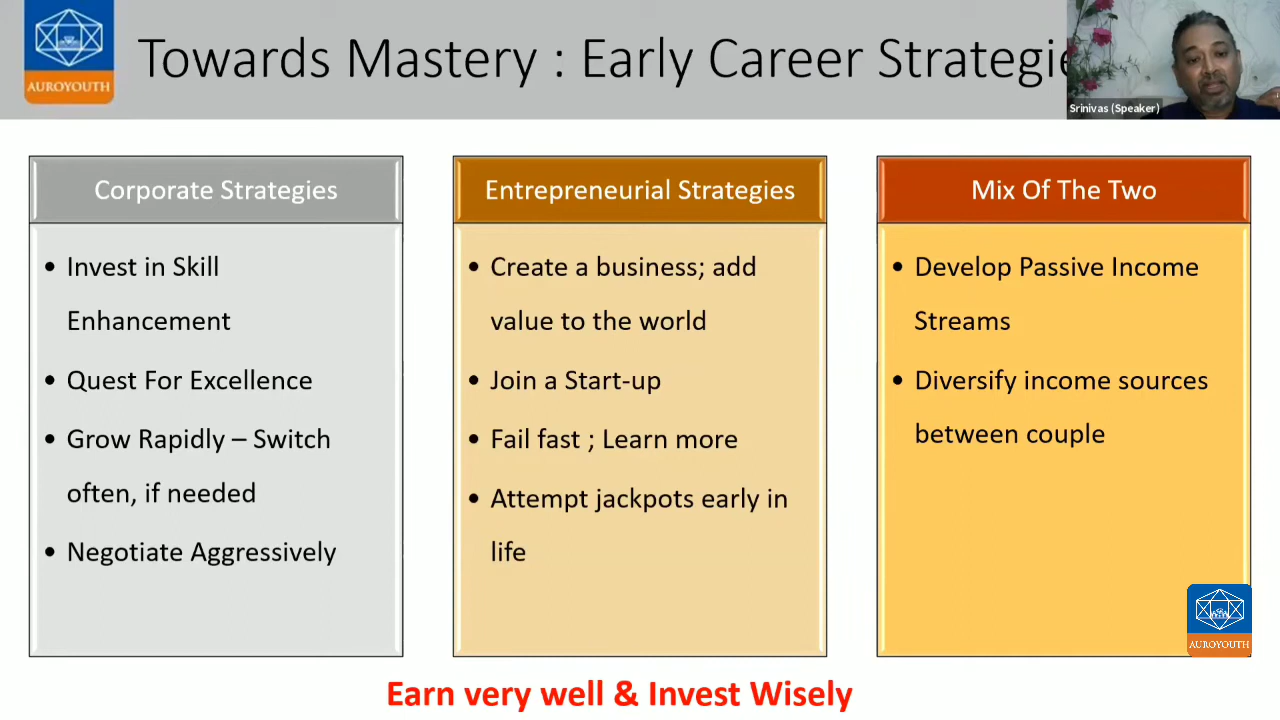 AUROYOUTH
Towards Mastery : Early Career Strategie
Srinivas (Speaker)
Corporate Strategies
• Invest in Skill
Enhancement
• Quest For Excellence
• Grow Rapidly – Switch
often, if needed
• Negotiate Aggressively
Entrepreneurial Strategies
• Create a business; add
value to the world
• Join a Start-up
• Fail fast ; Learn more
• Attempt jackpots early in
life
Mix Of The Two
• Develop Passive Income
Streams
• Diversify income sources
between couple
AUROYOUTH
Earn very well & Invest Wisely